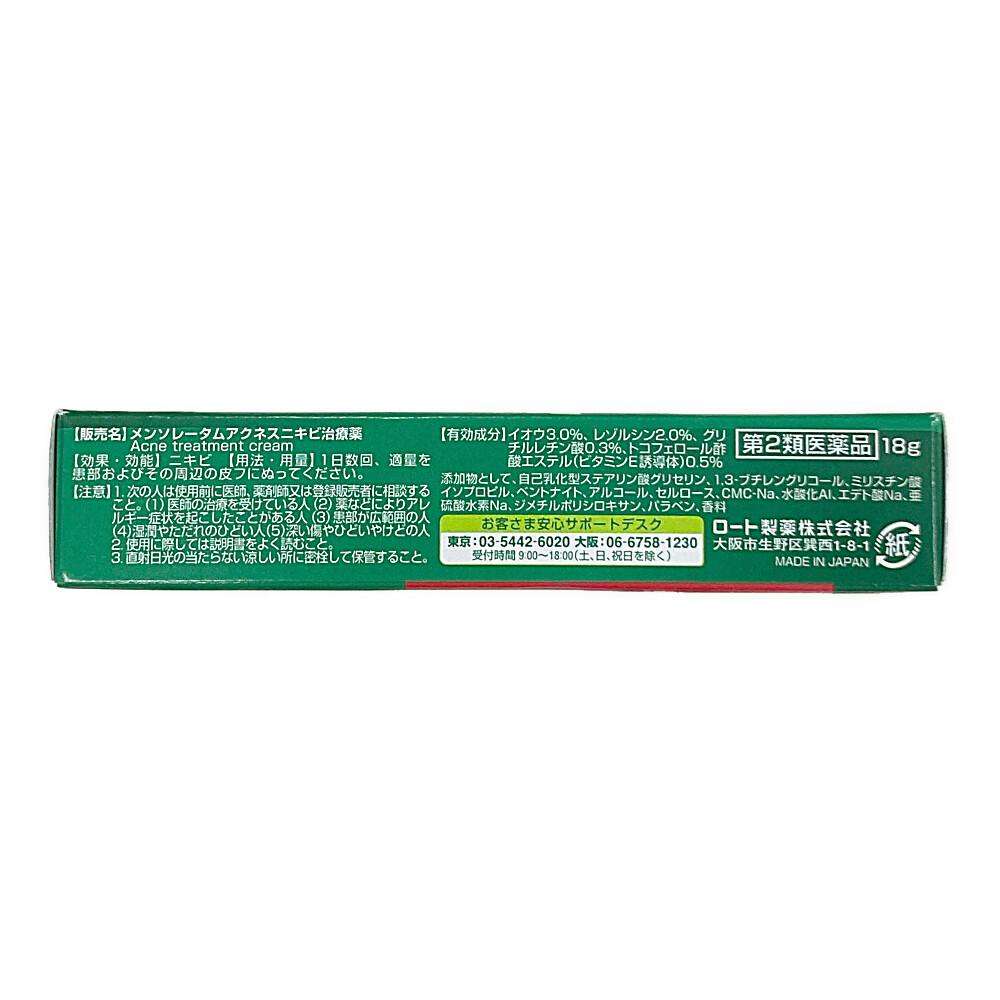 【販売名】メンソレータムアクネスニキビ治療薬
Acne treatment cream
【効果・効能】ニキビ 【用法・用量】1日数回、適量を
患部およびその周辺の皮フにぬってください。
【注意】1. 次の人は使用前に医師、薬剤師又は登録販売者に相談する
こと。(1)医師の治療を受けている人(2)薬などによりアレ
ルギー症状を起こしたことがある人(3)患部が広範囲の人
(4)湿潤やただれのひどい人(5)深い傷やひどいやけどの人
2. 使用に際しては説明書をよく読むこと。
3. 直射日光の当たらない涼しい所に密栓して保管すること。
【有効成分】イオウ3.0%、レゾルシン2.0%、グリ
チルレチン酸0.3%、トコフェロール酢
酸エステル(ビタミンE誘導体)0.5%
第2類医薬品 18g
添加物として、自己乳化型ステアリン酸グリセリン、1,3-ブチレングリコール、ミリスチン酸
イソプロピル、ベントナイト、アルコール、セルロース、CMC-Na、水酸化Al、エデト酸Na、亜
硫酸水素Na、ジメチルポリシロキサン、パラベン、香料
お客さま安心サポートデスク
東京:03-5442-6020 大阪:06-6758-1230
受付時間 9:00~18:00(土、日、祝日を除く)
ロート製薬株式会社
大阪市生野区巽西1-8-1
MADE IN JAPAN
紙